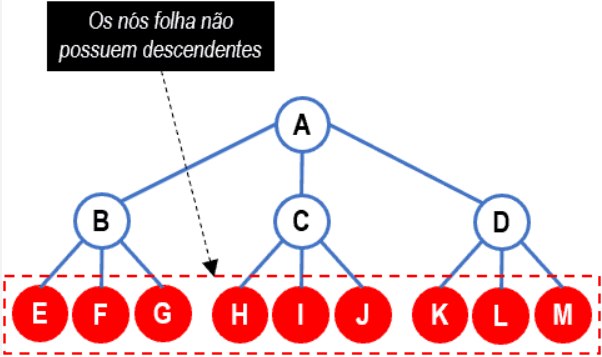 Os nós folha não
possuem descendentes
A
B C D
E F G H I J K L M